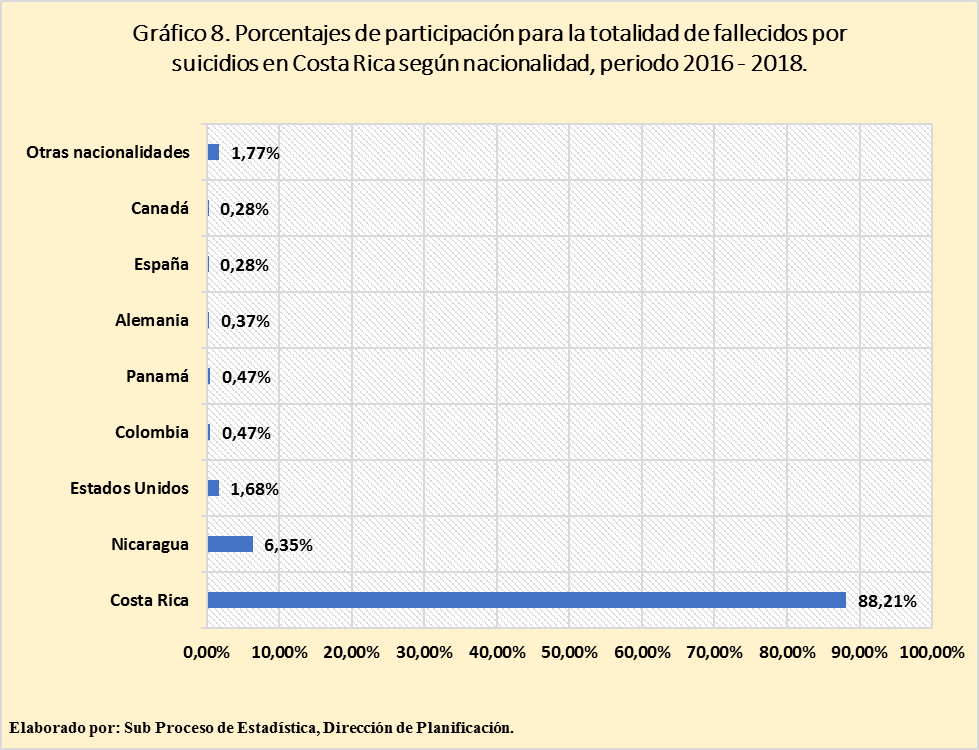 Gráfico 8. Porcentajes de participación para la totalidad de fallecidos por
suicidios en Costa Rica según nacionalidad, periodo 2016 - 2018.
Otras nacionalidades 1,77%
Canadá 0,28%
España 0,28%
Alemania 0,37%
Panamá 0,47%
Colombia 0,47%
Estados Unidos 1,68%
Nicaragua 6,35%
Costa Rica 88,21%
0,00% 10,00% 20,00% 30,00% 40,00% 50,00% 60,00% 70,00% 80,00% 90,00% 100,00%
Elaborado por: Sub Proceso de Estadística, Dirección de Planificación.